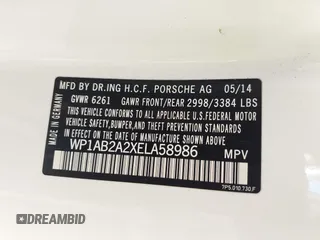 MFD BY DR.ING H.C.F. PORSCHE AG 05/14
GVWR 6261 GAWR FRONT/REAR 2998/3384 LBS
THIS VEHICLE CONFORMS TO ALL APPLICABLE U.S. FEDERAL MOTOR
VEHICLE SAFETY, BUMPER, AND THEFT
PREVENTION STANDARDS IN EFFECT ON THE DATE OF
MANUFACTURE SHOWN ABOVE.
WP1AB2A2XELA58986 MPV
MADE IN GERMANY
7P5.010.730.F
DREAMBID